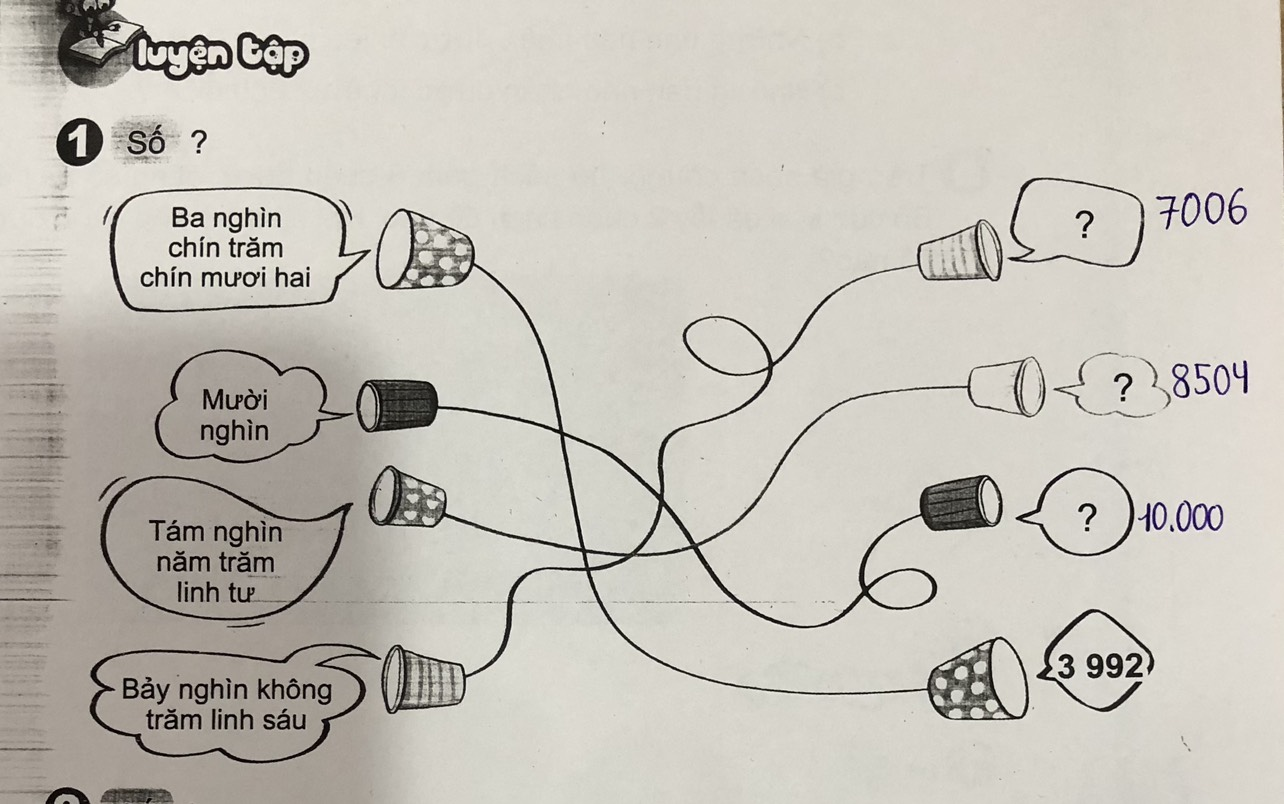 luyện tập
1 Số ?
Ba nghìn
chín trăm
chín mươi hai
? 7006
Mười
nghìn
? 8504
Tám nghìn
năm trăm
linh tư
? 10.000
Bảy nghìn không
trăm linh sáu
3 992